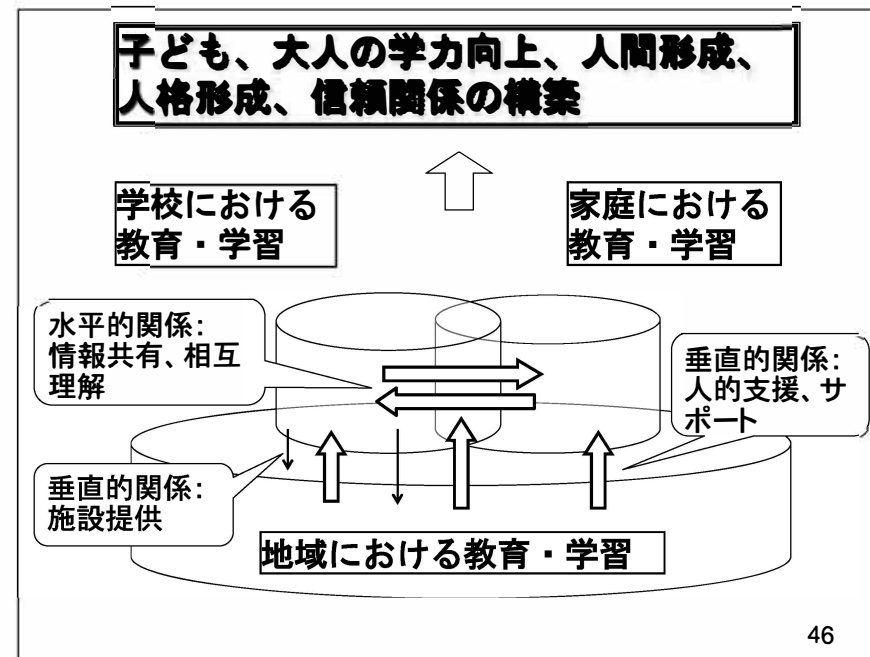 子ども、大人の学力向上、人間形成、
人格形成、信頼関係の構築
学校における
教育・学習
家庭における
教育・学習
水平的関係:
情報共有、相互
理解
垂直的関係:
人的支援、サ
ポート
垂直的関係:
施設提供
地域における教育・学習
46